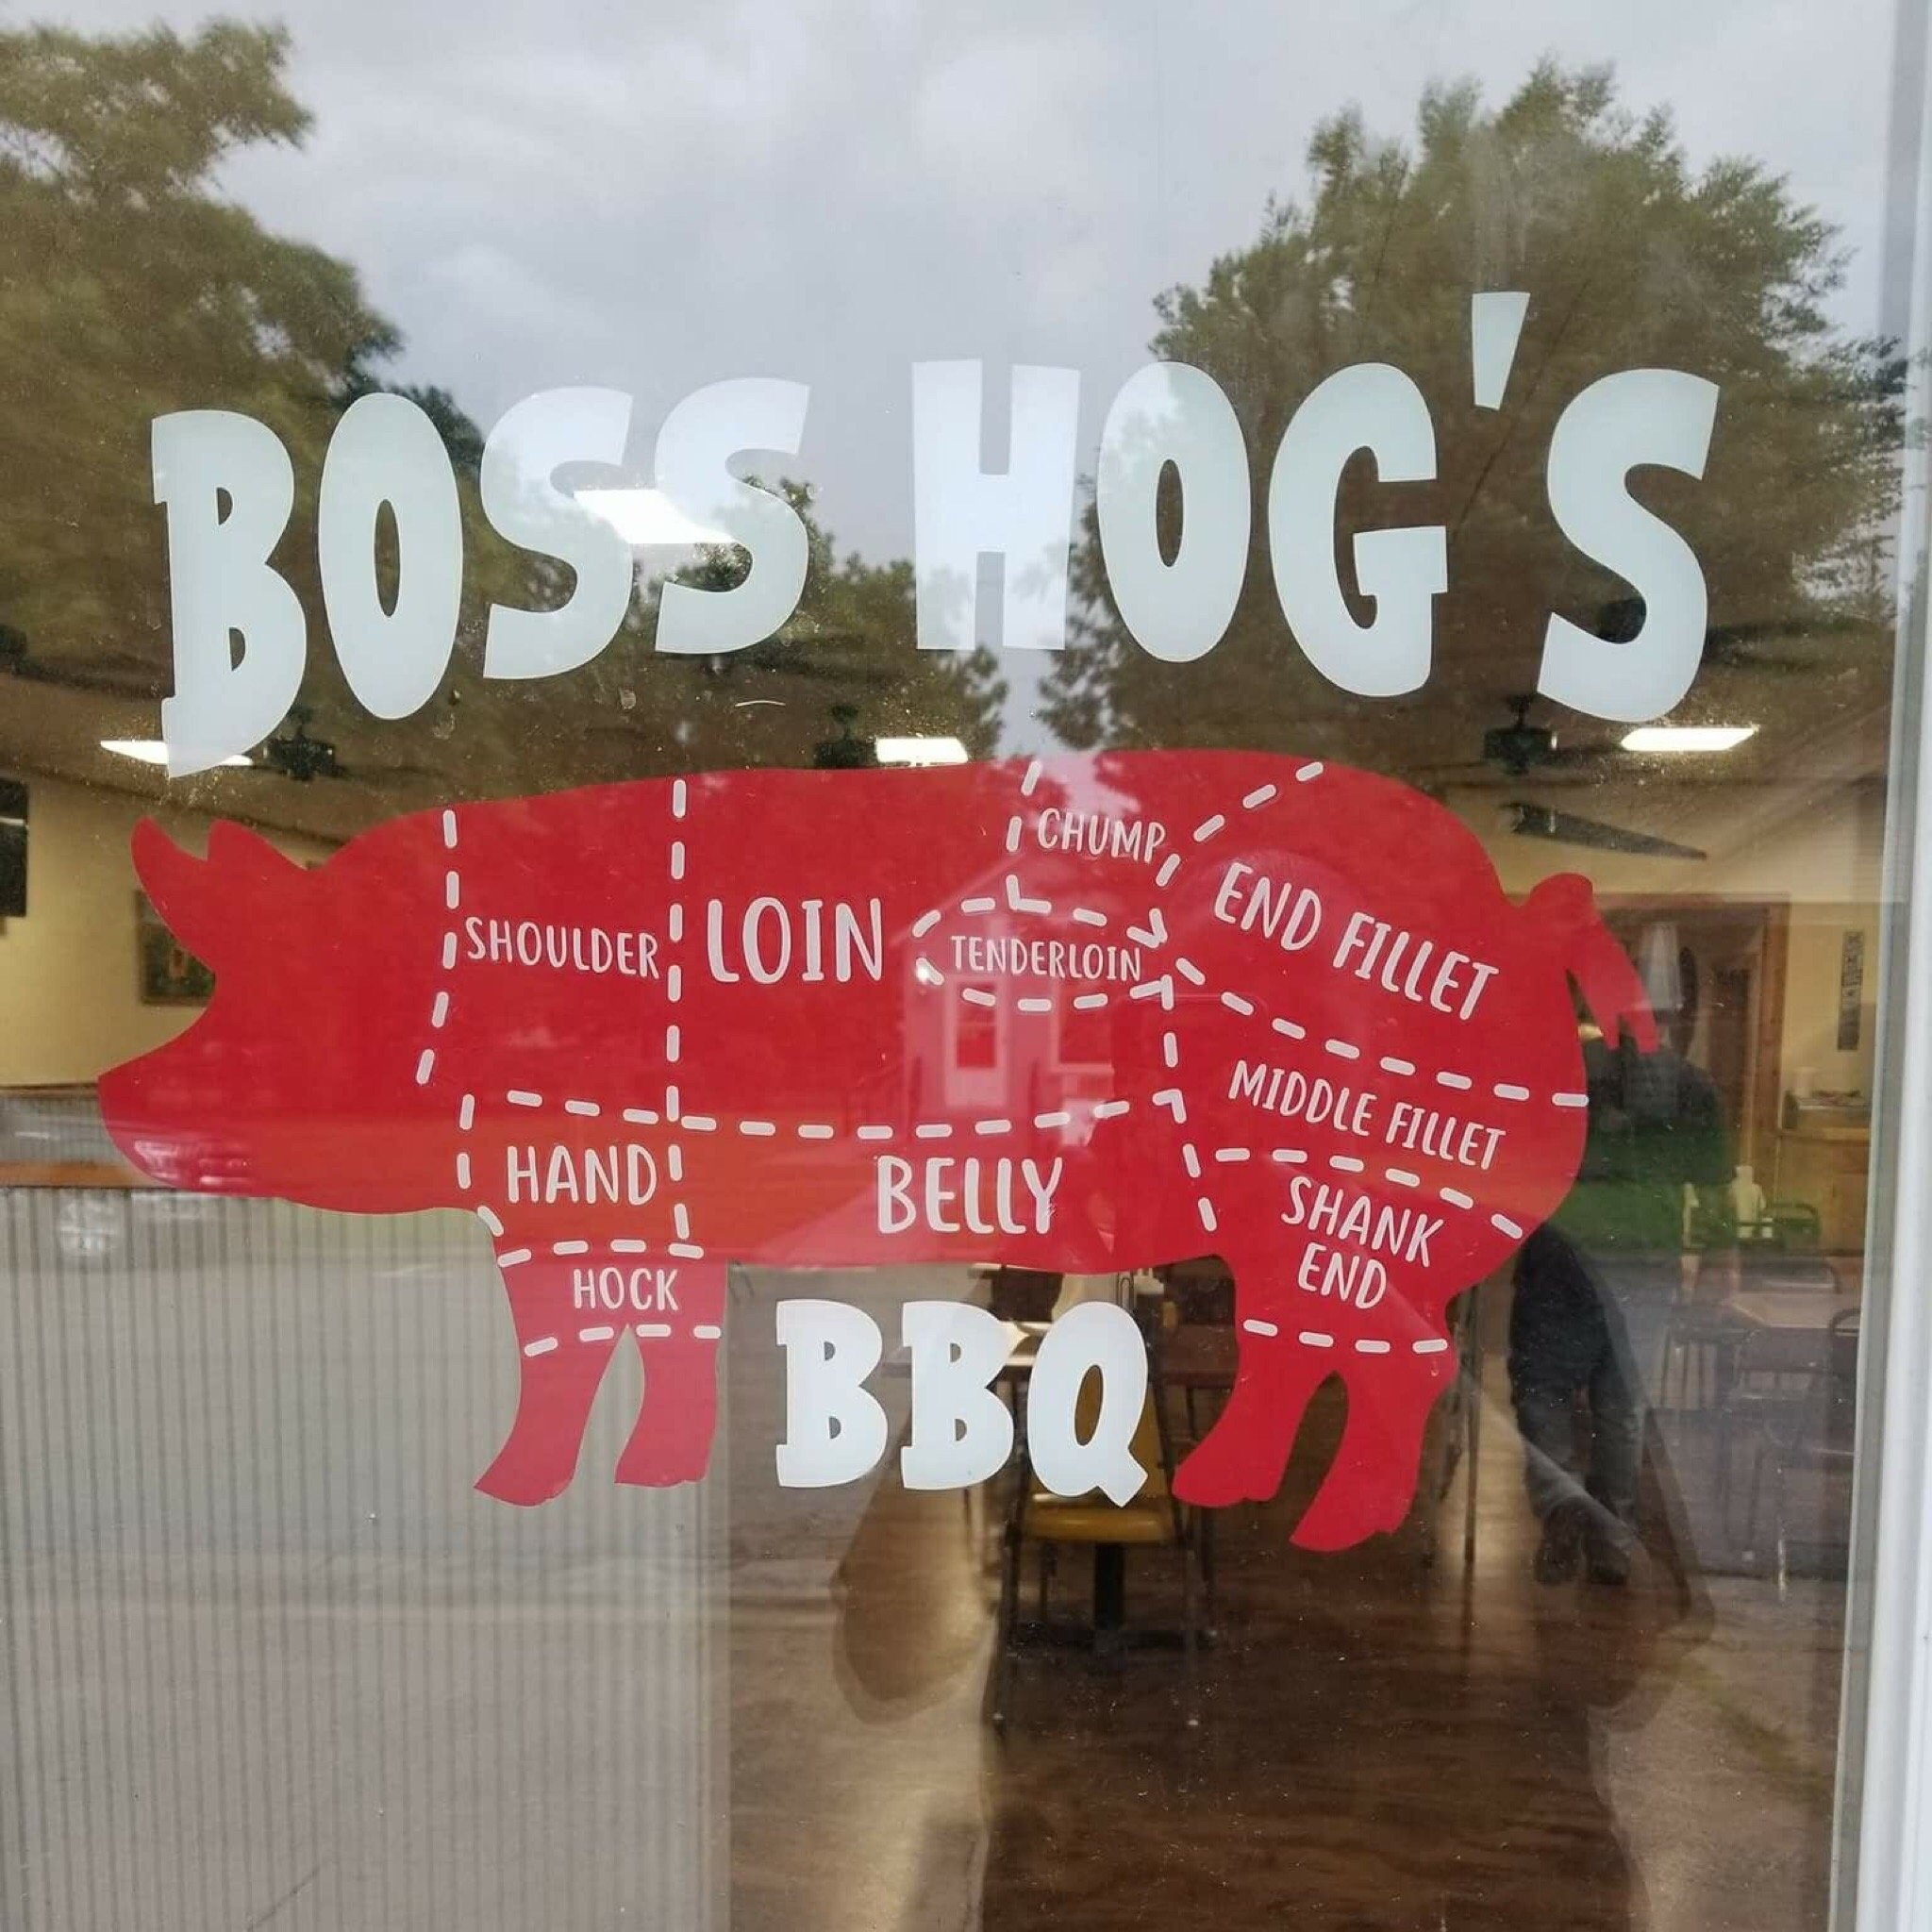 BOSS HOG'S
CHUMP
SHOULDER
LOIN
TENDERLOIN
END FILLET
MIDDLE FILLET
HAND
BELLY
SHANK
END
HOCK
BBQ